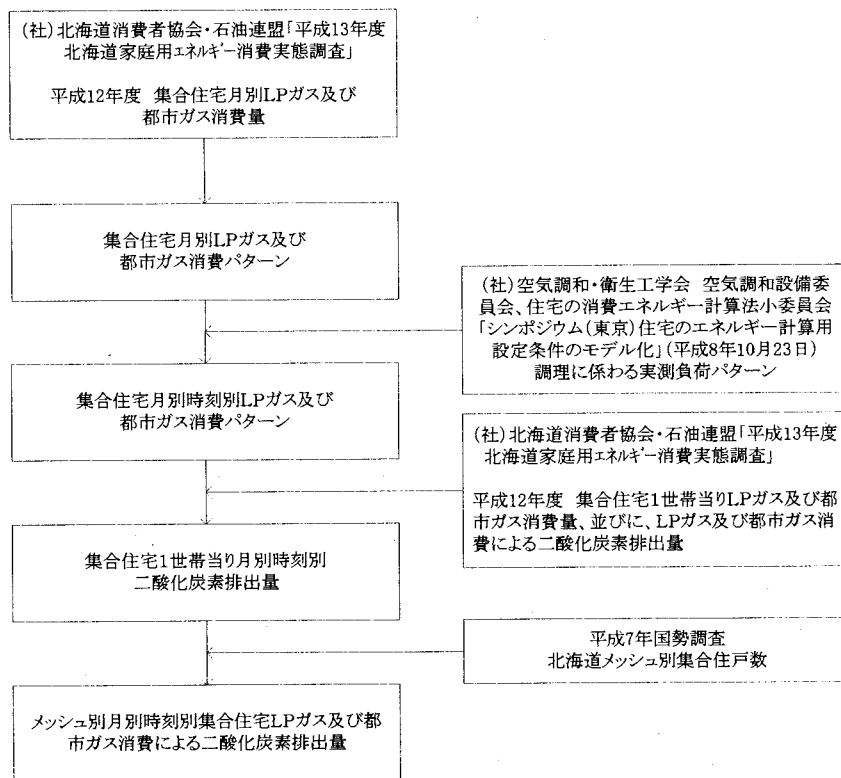 (社)北海道消費者協会・石油連盟「平成13年度
北海道家庭用エネルギー消費実態調査」
平成12年度 集合住宅月別LPガス及び
都市ガス消費量
集合住宅月別LPガス及び
都市ガス消費パターン
(社)空気調和・衛生工学会 空気調和設備委
員会、住宅の消費エネルギー計算法小委員会
「シンポジウム(東京)住宅のエネルギー計算用
設定条件のモデル化」(平成8年10月23日)
調理に係わる実測負荷パターン
集合住宅月別時刻別LPガス及び
都市ガス消費パターン
(社)北海道消費者協会・石油連盟「平成13年度
北海道家庭用エネルギー消費実態調査」
平成12年度 集合住宅1世帯当りLPガス及び都
市ガス消費量、並びに、LPガス及び都市ガス消
費による二酸化炭素排出量
集合住宅1世帯当り月別時刻別
二酸化炭素排出量
平成7年国勢調査
北海道メッシュ別集合住戸数
メッシュ別月別時刻別集合住宅LPガス及び都
市ガス消費による二酸化炭素排出量